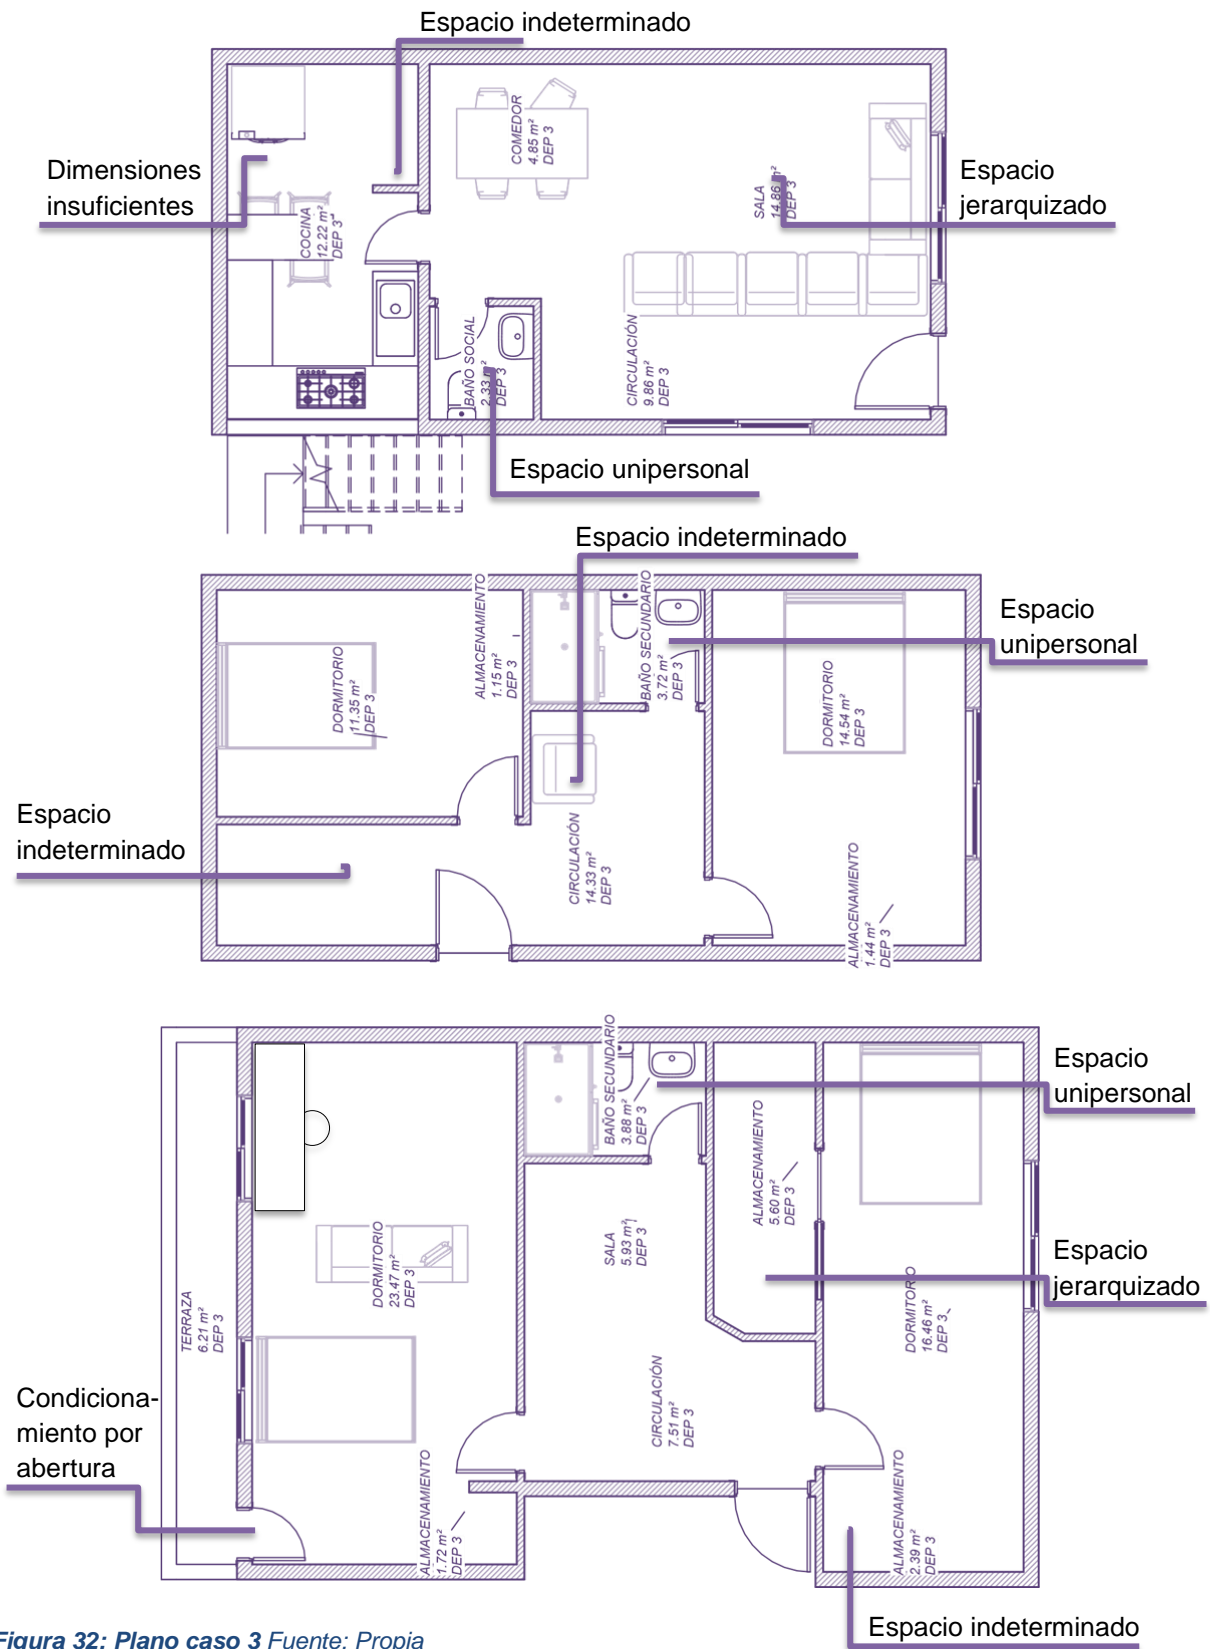 Espacio indeterminado
Dimensiones
insuficientes
COMEDOR
4.85 m²
DEP 3
SALA
14.86 m²
DEP 3
Espacio
jerarquizado
COCINA
12.22 m²
DEP 3
BAÑO SOCIAL
2.33 m²
DEP 3
CIRCULACIÓN
9.86 m²
DEP 3
Espacio unipersonal
Espacio indeterminado
ALMACENAMIENTO
1.15 m²
DEP 3
BAÑO SECUNDARIO
3.72 m²
DEP 3
Espacio
unipersonal
DORMITORIO
11.35 m²
DEP 3
DORMITORIO
14.54 m²
DEP 3
Espacio
indeterminado
CIRCULACIÓN
14.33 m²
DEP 3
ALMACENAMIENTO
1.44 m²
DEP 3
BAÑO SECUNDARIO
3.88 m²
DEP 3
Espacio
unipersonal
ALMACENAMIENTO
5.60 m²
DEP 3
SALA
5.93 m²
DEP 3
DORMITORIO
23.47 m²
DEP 3
Espacio
jerarquizado
TERRAZA
6.21 m²
DEP 3
DORMITORIO
16.46 m²
DEP 3
Condiciona-
miento por
abertura
CIRCULACIÓN
7.51 m²
DEP 3
ALMACENAMIENTO
1.72 m²
DEP 3
ALMACENAMIENTO
2.39 m²
DEP 3
Espacio indeterminado
Figura 32: Plano caso 3 Fuente: Propia